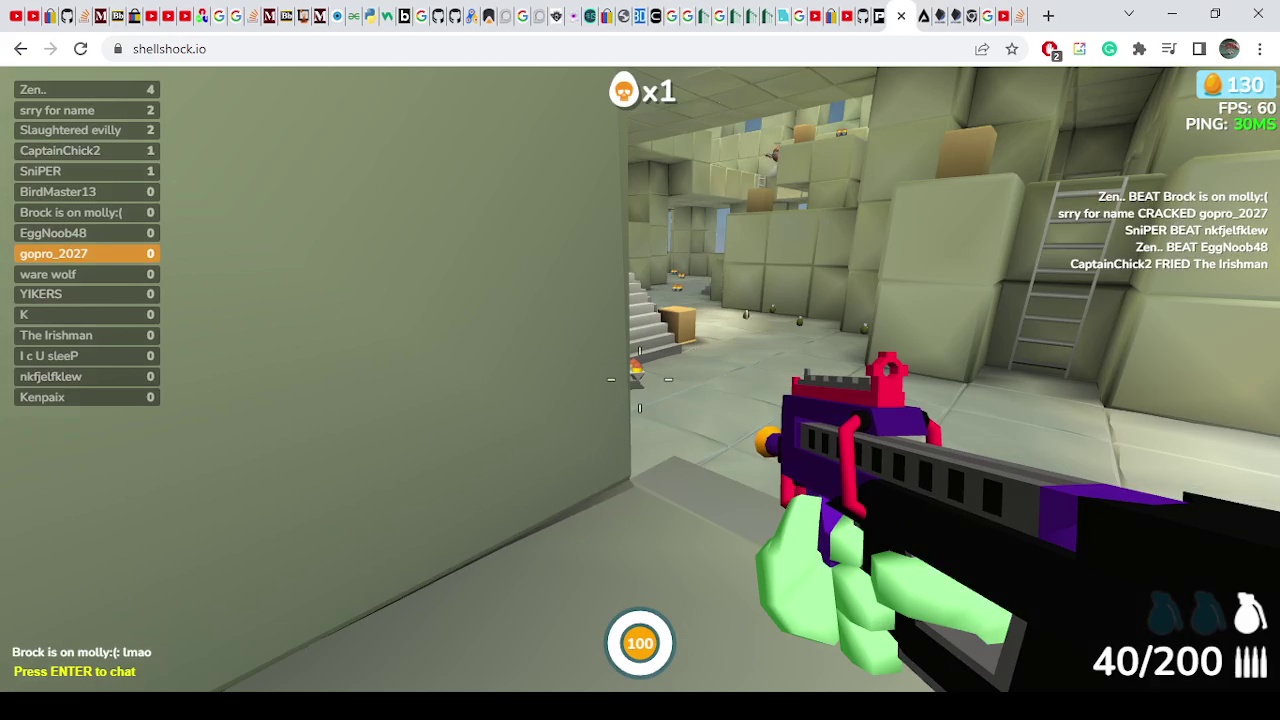 shellshock.io
2
Zen.. 4
srry for name 2
Slaughtered evilly 2
CaptainChick2 1
SniPER 1
BirdMaster13 0
Brock is on molly:( 0
EggNoob48 0
gopro_2027 0
ware wolf 0
YIKERS 0
K 0
The Irishman 0
I c U sleeP 0
nkfjelfklew 0
Kenpaix 0
x1
130
FPS: 60
PING: 30MS
Zen.. BEAT Brock is on molly:(
srry for name CRACKED gopro_2027
SniPER BEAT nkfjelfklew
Zen.. BEAT EggNoob48
CaptainChick2 FRIED The Irishman
Brock is on molly:(: lmao
Press ENTER to chat
100
40/200